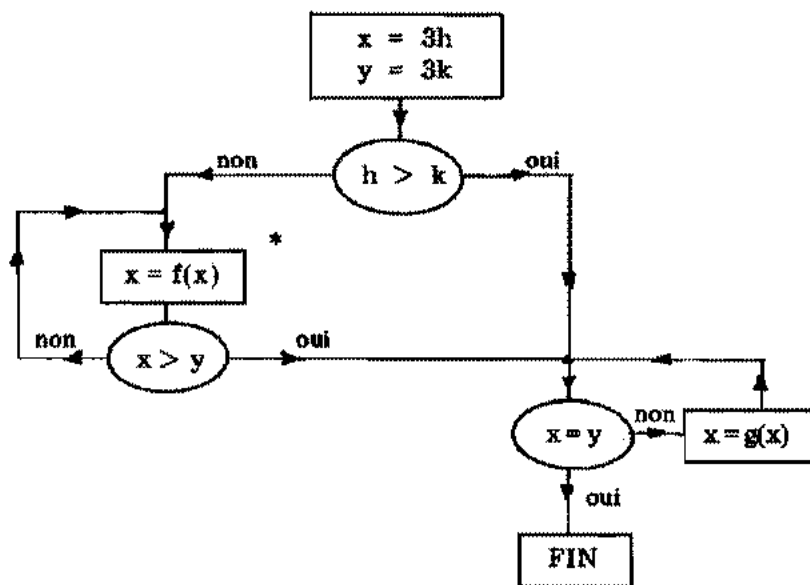 x = 3h
y = 3k
non
h > k
oui
*
x = f(x)
non
x > y
oui
x = y
non
x = g(x)
oui
FIN